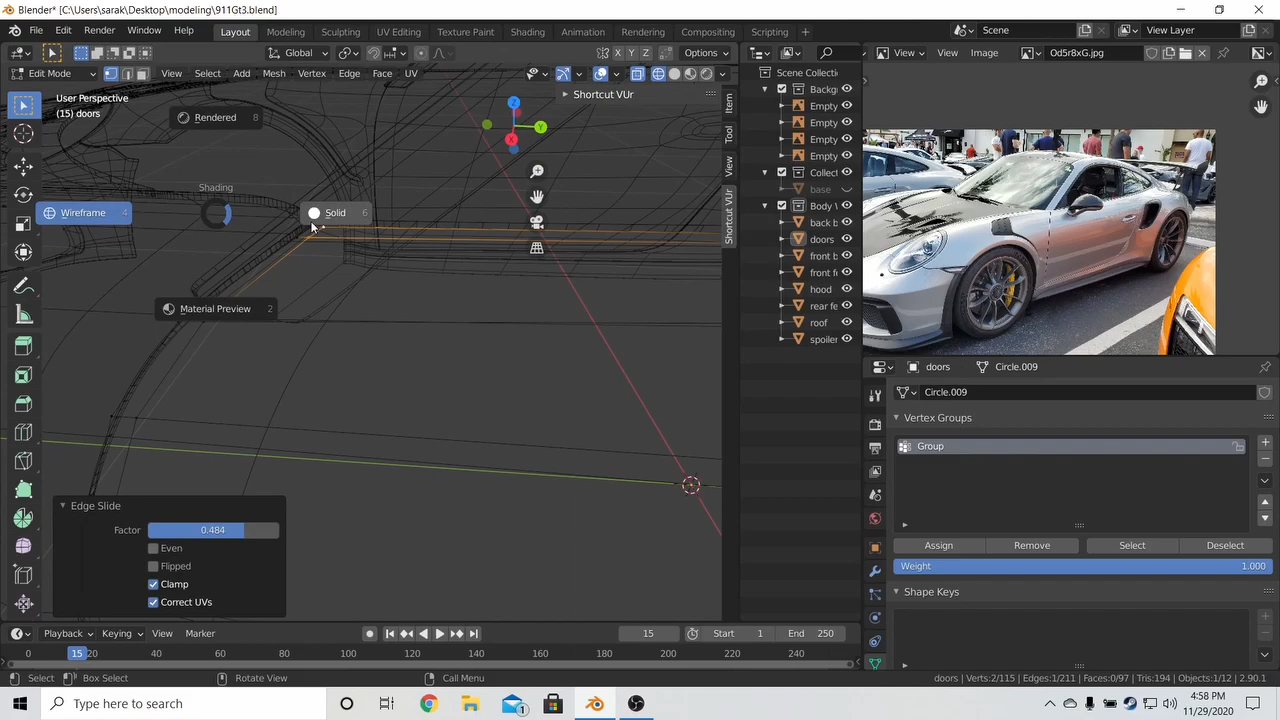 Blender* [C:\Users\sarak\Desktop\modeling\911Gt3.blend]
File Edit Render Window Help Layout Modeling Sculpting UV Editing Texture Paint Shading Animation Rendering Compositing Scripting + Scene View Layer
Global Options View Image Od5r8xG.jpg
X Y Z
Edit Mode View Select Add Mesh Vertex Edge Face UV
Scene Collecti
User Perspective
(15) doors
Shortcut VUr
Z
Y
X
Rendered 8
Shading
Wireframe 4
Solid 6
Material Preview 2
Item
Tool
View
Shortcut VUr
Backg
Empty
Empty
Empty
Empty
Collect
base
Body V
back b
doors
front b
front fe
hood
rear fe
roof
spoiler
doors Circle.009
Circle.009
Vertex Groups
Group
Assign Remove Select Deselect
Weight 1.000
Shape Keys
Edge Slide
Factor 0.484
Even
Flipped
Clamp
Correct UVs
Playback Keying View Marker 15 Start 1 End 250
0 15 20 40 60 80 100 120 140 160 180 200 220 240
Select Box Select Rotate View Call Menu doors | Verts:2/115 | Edges:1/211 | Faces:0/97 | Tris:194 | Objects:1/12 | 2.90.1
Type here to search
1
4:58 PM
11/29/2020